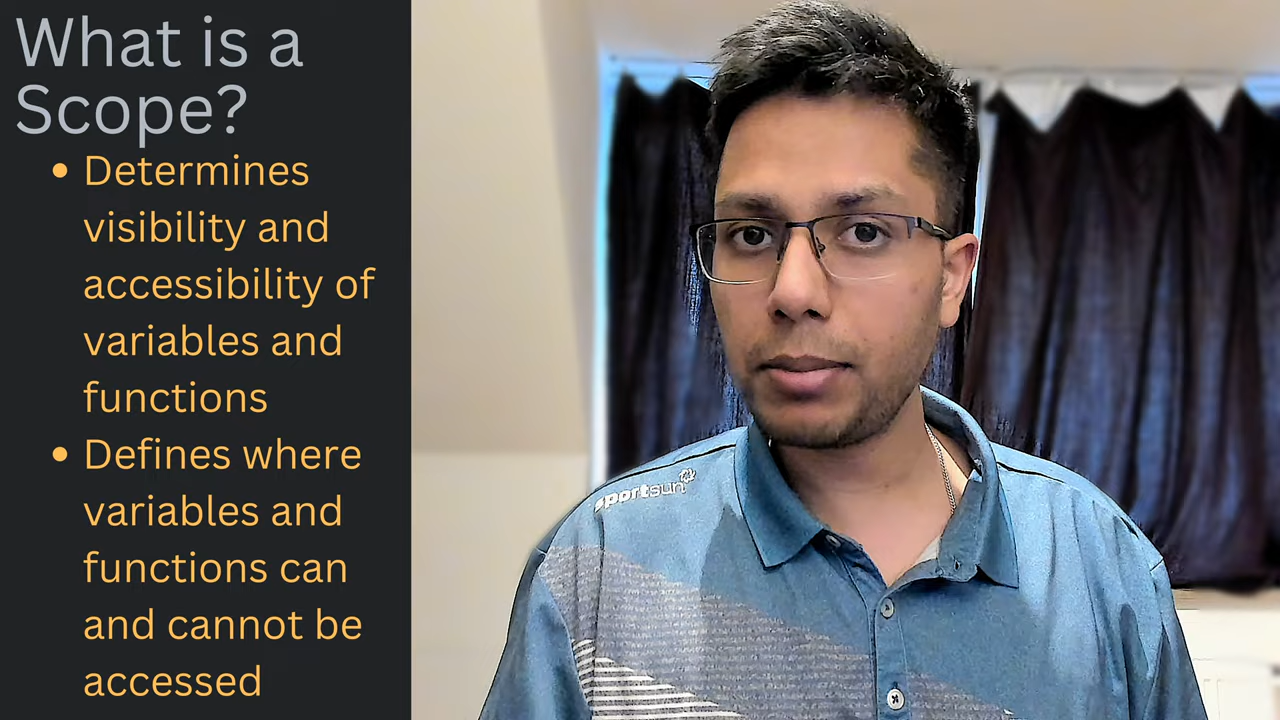 What is a
Scope?
• Determines
visibility and
accessibility of
variables and
functions
• Defines where
variables and
functions can
and cannot be
accessed
sportsun